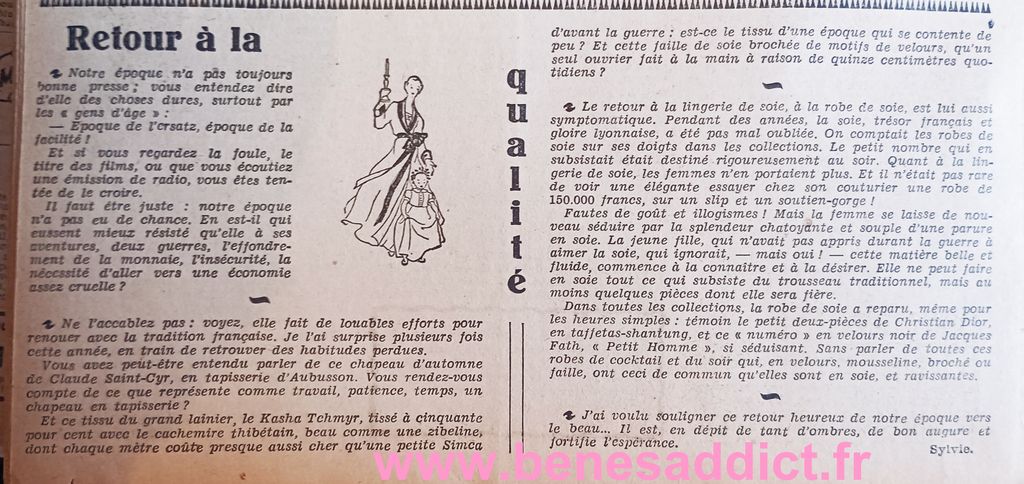 Retour à la
qualité
Notre époque n'a pas toujours
bonne presse ; vous entendez dire
d'elle des choses dures, surtout par
les « gens d'âge » :
— Epoque de l'ersatz, époque de la
facilité !
Et si vous regardez la foule, le
titre des films, ou que vous écoutiez
une émission de radio, vous êtes ten-
tée de le croire.
Il faut être juste : notre époque
n'a pas eu de chance. En est-il qui
eussent mieux résisté qu'elle à ses
aventures, deux guerres, l'effondre-
ment de la monnaie, l'insécurité, la
nécessité d'aller vers une économie
assez cruelle ?
Ne l'accablez pas : voyez, elle fait de louables efforts pour
renouer avec la tradition française. Je l'ai surprise plusieurs fois
cette année, en train de retrouver des habitudes perdues.
Vous avez peut-être entendu parler de ce chapeau d'automne
de Claude Saint-Cyr, en tapisserie d'Aubusson. Vous rendez-vous
compte de ce que représente comme travail, patience, temps, un
chapeau en tapisserie ?
Et ce tissu du grand lainier, le Kasha Tchmyr, tissé à cinquante
pour cent avec le cachemire thibétain, beau comme une zibeline,
dont chaque mètre coûte presque aussi cher qu'une petite Simca
d'avant la guerre : est-ce le tissu d'une époque qui se contente de
peu ? Et cette faille de soie brochée de motifs de velours, qu'un
seul ouvrier fait à la main à raison de quinze centimètres quo-
tidiens ?
Le retour à la lingerie de soie, à la robe de soie, est lui aussi
symptomatique. Pendant des années, la soie, trésor français et
gloire lyonnaise, a été pas mal oubliée. On comptait les robes de
soie sur ses doigts dans les collections. Le petit nombre qui en
subsistait était destiné rigoureusement au soir. Quant à la lin-
gerie de soie, les femmes n'en portaient plus. Et il n'était pas rare
de voir une élégante essayer chez son couturier une robe de
150.000 francs, sur un slip et un soutien-gorge !
Fautes de goût et illogismes ! Mais la femme se laisse de nou-
veau séduire par la splendeur chatoyante et souple d'une parure
en soie. La jeune fille, qui n'avait pas appris durant la guerre à
aimer la soie, qui ignorait, — mais oui ! — cette matière belle et
fluide, commence à la connaître et à la désirer. Elle ne peut faire
en soie tout ce qui subsiste du trousseau traditionnel, mais au
moins quelques pièces dont elle sera fière.
Dans toutes les collections, la robe de soie a reparu, même pour
les heures simples : témoin le petit deux-pièces de Christian Dior,
en taffetas-shantung, et ce « numéro » en velours noir de Jacques
Fath, « Petit Homme », si séduisant. Sans parler de toutes ces
robes de cocktail et du soir qui, en velours, mousseline, broché ou
faille, ont ceci de commun qu'elles sont en soie, et ravissantes.
J'ai voulu souligner ce retour heureux de notre époque vers
le beau... Il est, en dépit de tant d'ombres, de bon augure et
fortifie l'espérance.
Sylvie.
www.benesaddict.fr